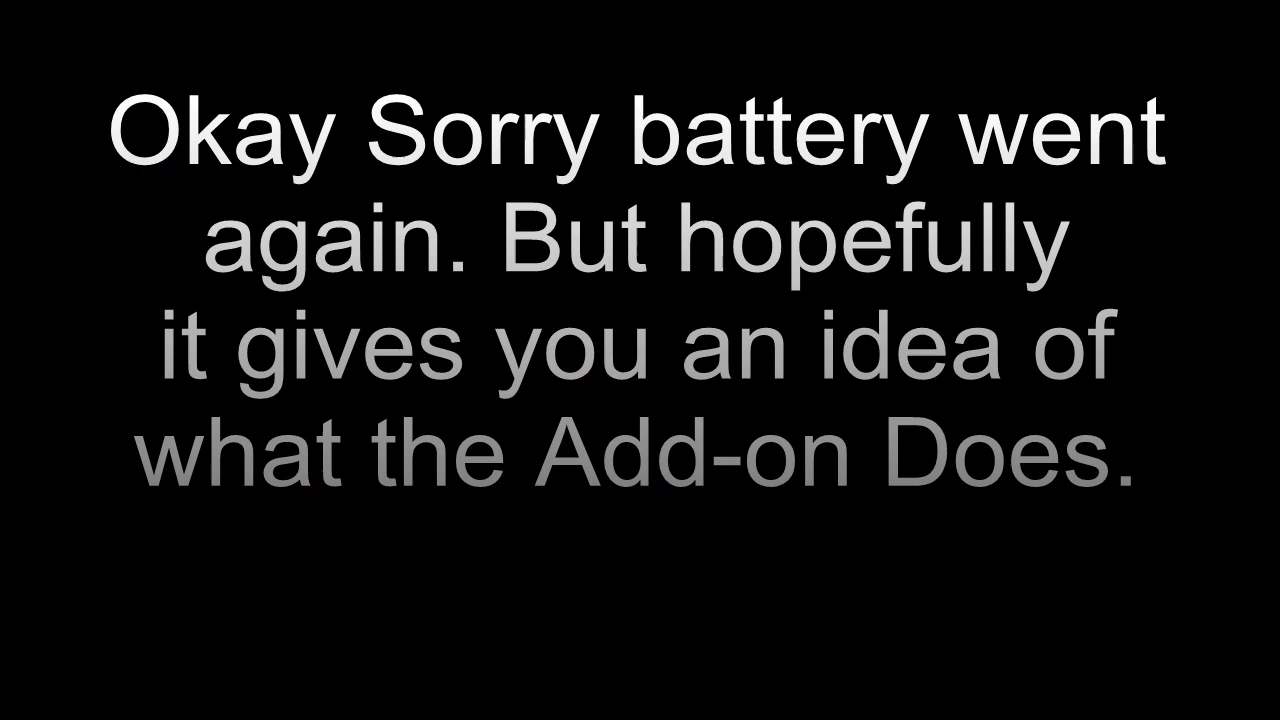 Okay Sorry battery went
again. But hopefully
it gives you an idea of
what the Add-on Does.